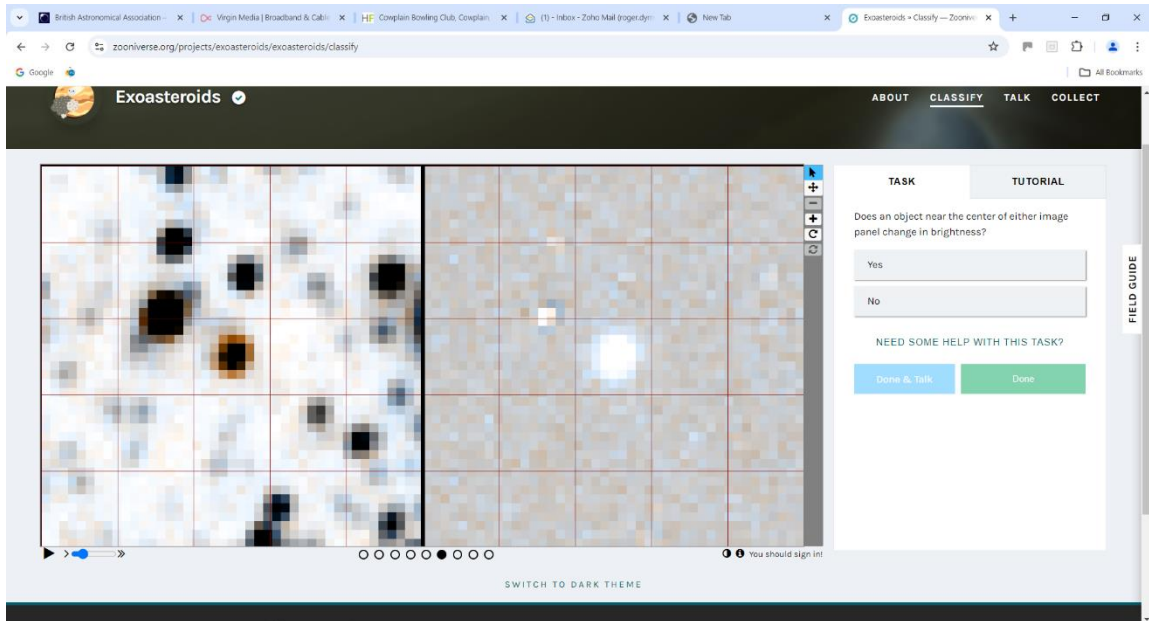 British Astronomical Association -
Virgin Media | Broadband & Cable
HF Cowplain Bowling Club, Cowplain
(1) - Inbox - Zoho Mail (roger.dym
New Tab
Exoasteroids » Classify — Zooniv
zooniverse.org/projects/exoasteroids/exoasteroids/classify
Google
All Bookmarks
Exoasteroids
ABOUT CLASSIFY TALK COLLECT
TASK TUTORIAL
Does an object near the center of either image
panel change in brightness?
Yes
No
NEED SOME HELP WITH THIS TASK?
Done & Talk Done
FIELD GUIDE
You should sign in!
SWITCH TO DARK THEME